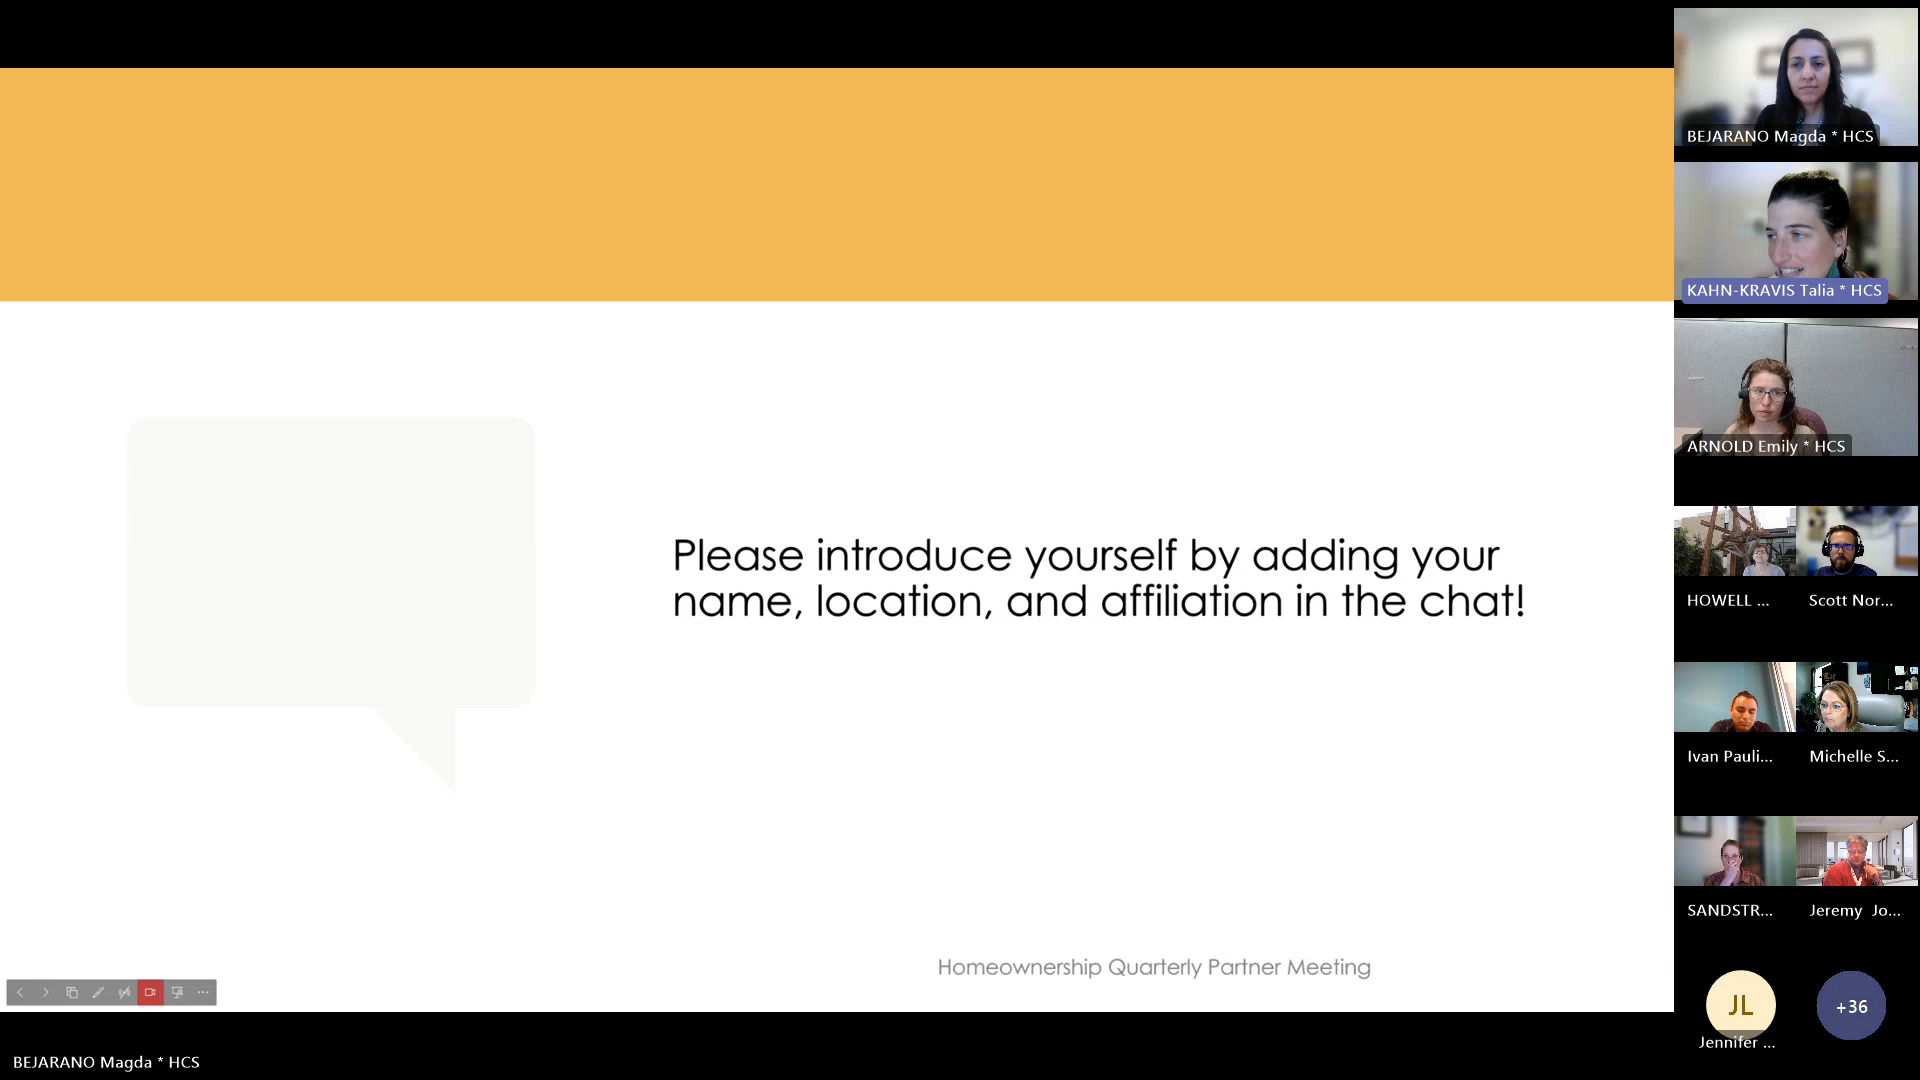 Please introduce yourself by adding your
name, location, and affiliation in the chat!
Homeownership Quarterly Partner Meeting
BEJARANO Magda * HCS
BEJARANO Magda * HCS
KAHN-KRAVIS Talia * HCS
ARNOLD Emily * HCS
HOWELL ...
Scott Nor...
Ivan Pauli...
Michelle S...
SANDSTR...
Jeremy Jo...
JL
Jennifer ...
+36